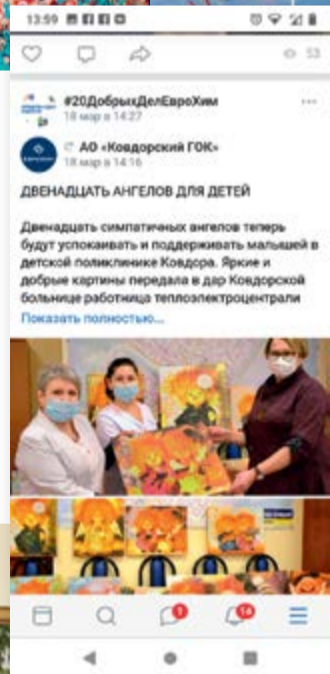 13:59
53
#20ДобрыхДелЕвроХим
18 мар в 14:27
АО «Ковдорский ГОК»
18 мар в 14:16
ДВЕНАДЦАТЬ АНГЕЛОВ ДЛЯ ДЕТЕЙ
Двенадцать симпатичных ангелов теперь
будут успокаивать и поддерживать малышей в
детской поликлинике Ковдора. Яркие и
добрые картины передала в дар Ковдорской
больнице работница теплоэлектроцентрали
Показать полностью...
1
14